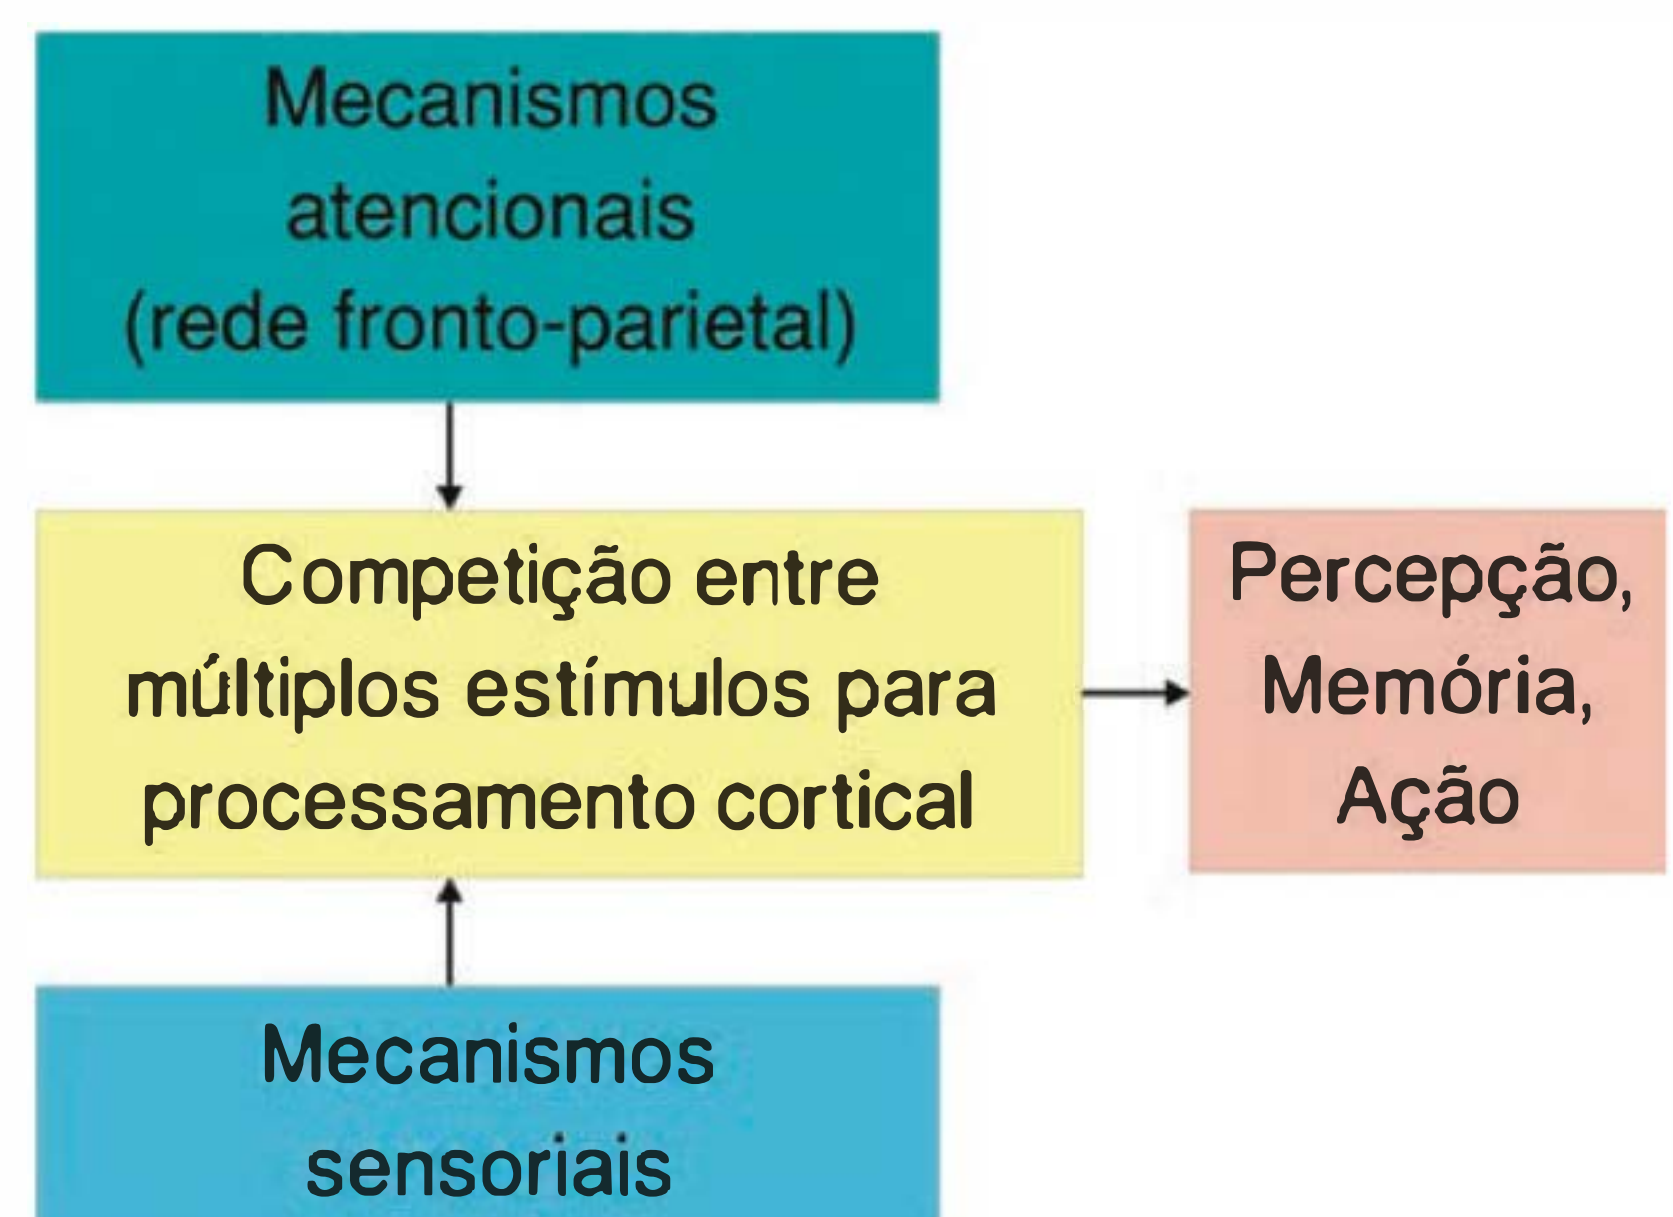 Mecanismos
atencionais
(rede fronto-parietal)
Competição entre
múltiplos estímulos para
processamento cortical
Percepção,
Memória,
Ação
Mecanismos
sensoriais